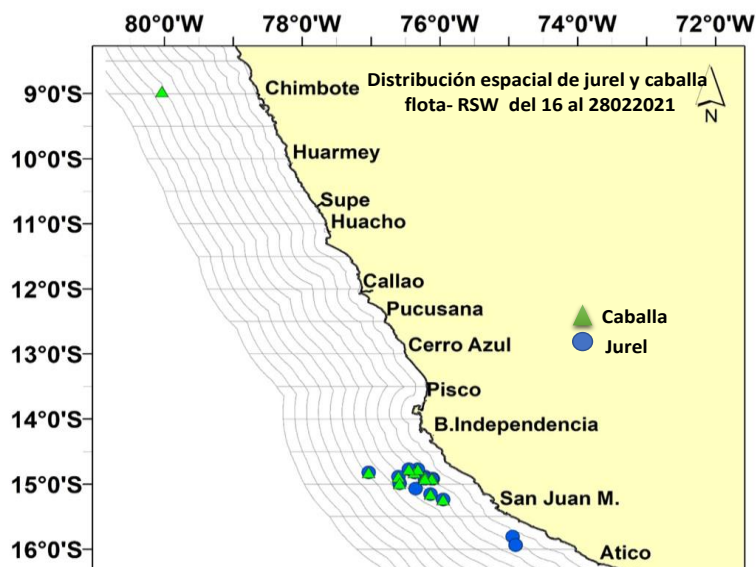 80°0'W 78°0'W 76°0'W 74°0'W 72°0'W
Distribución espacial de jurel y caballa
flota- RSW del 16 al 28022021
N
9°0'S
10°0'S
11°0'S
12°0'S
13°0'S
14°0'S
15°0'S
16°0'S
Chimbote
Huarmey
Supe
Huacho
Callao
Pucusana
Cerro Azul
Pisco
B.Independencia
San Juan M.
Atico
Caballa
Jurel